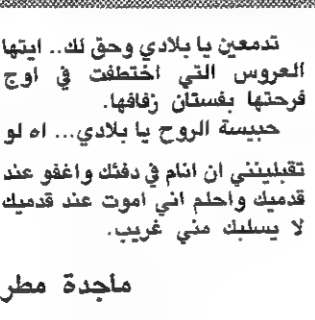 تدمعين يا بلادي وحق لك.. ايتها
العروس التي اختطفت في اوج
فرحتها بفستان زفافها.
حبيسة الروح يا بلادي... اه لو
تقبلينني ان انام في دفئك واغفو عند
قدميك واحلم اني اموت عند قدميك
لا يسلبك مني غريب.
ماجدة مطر